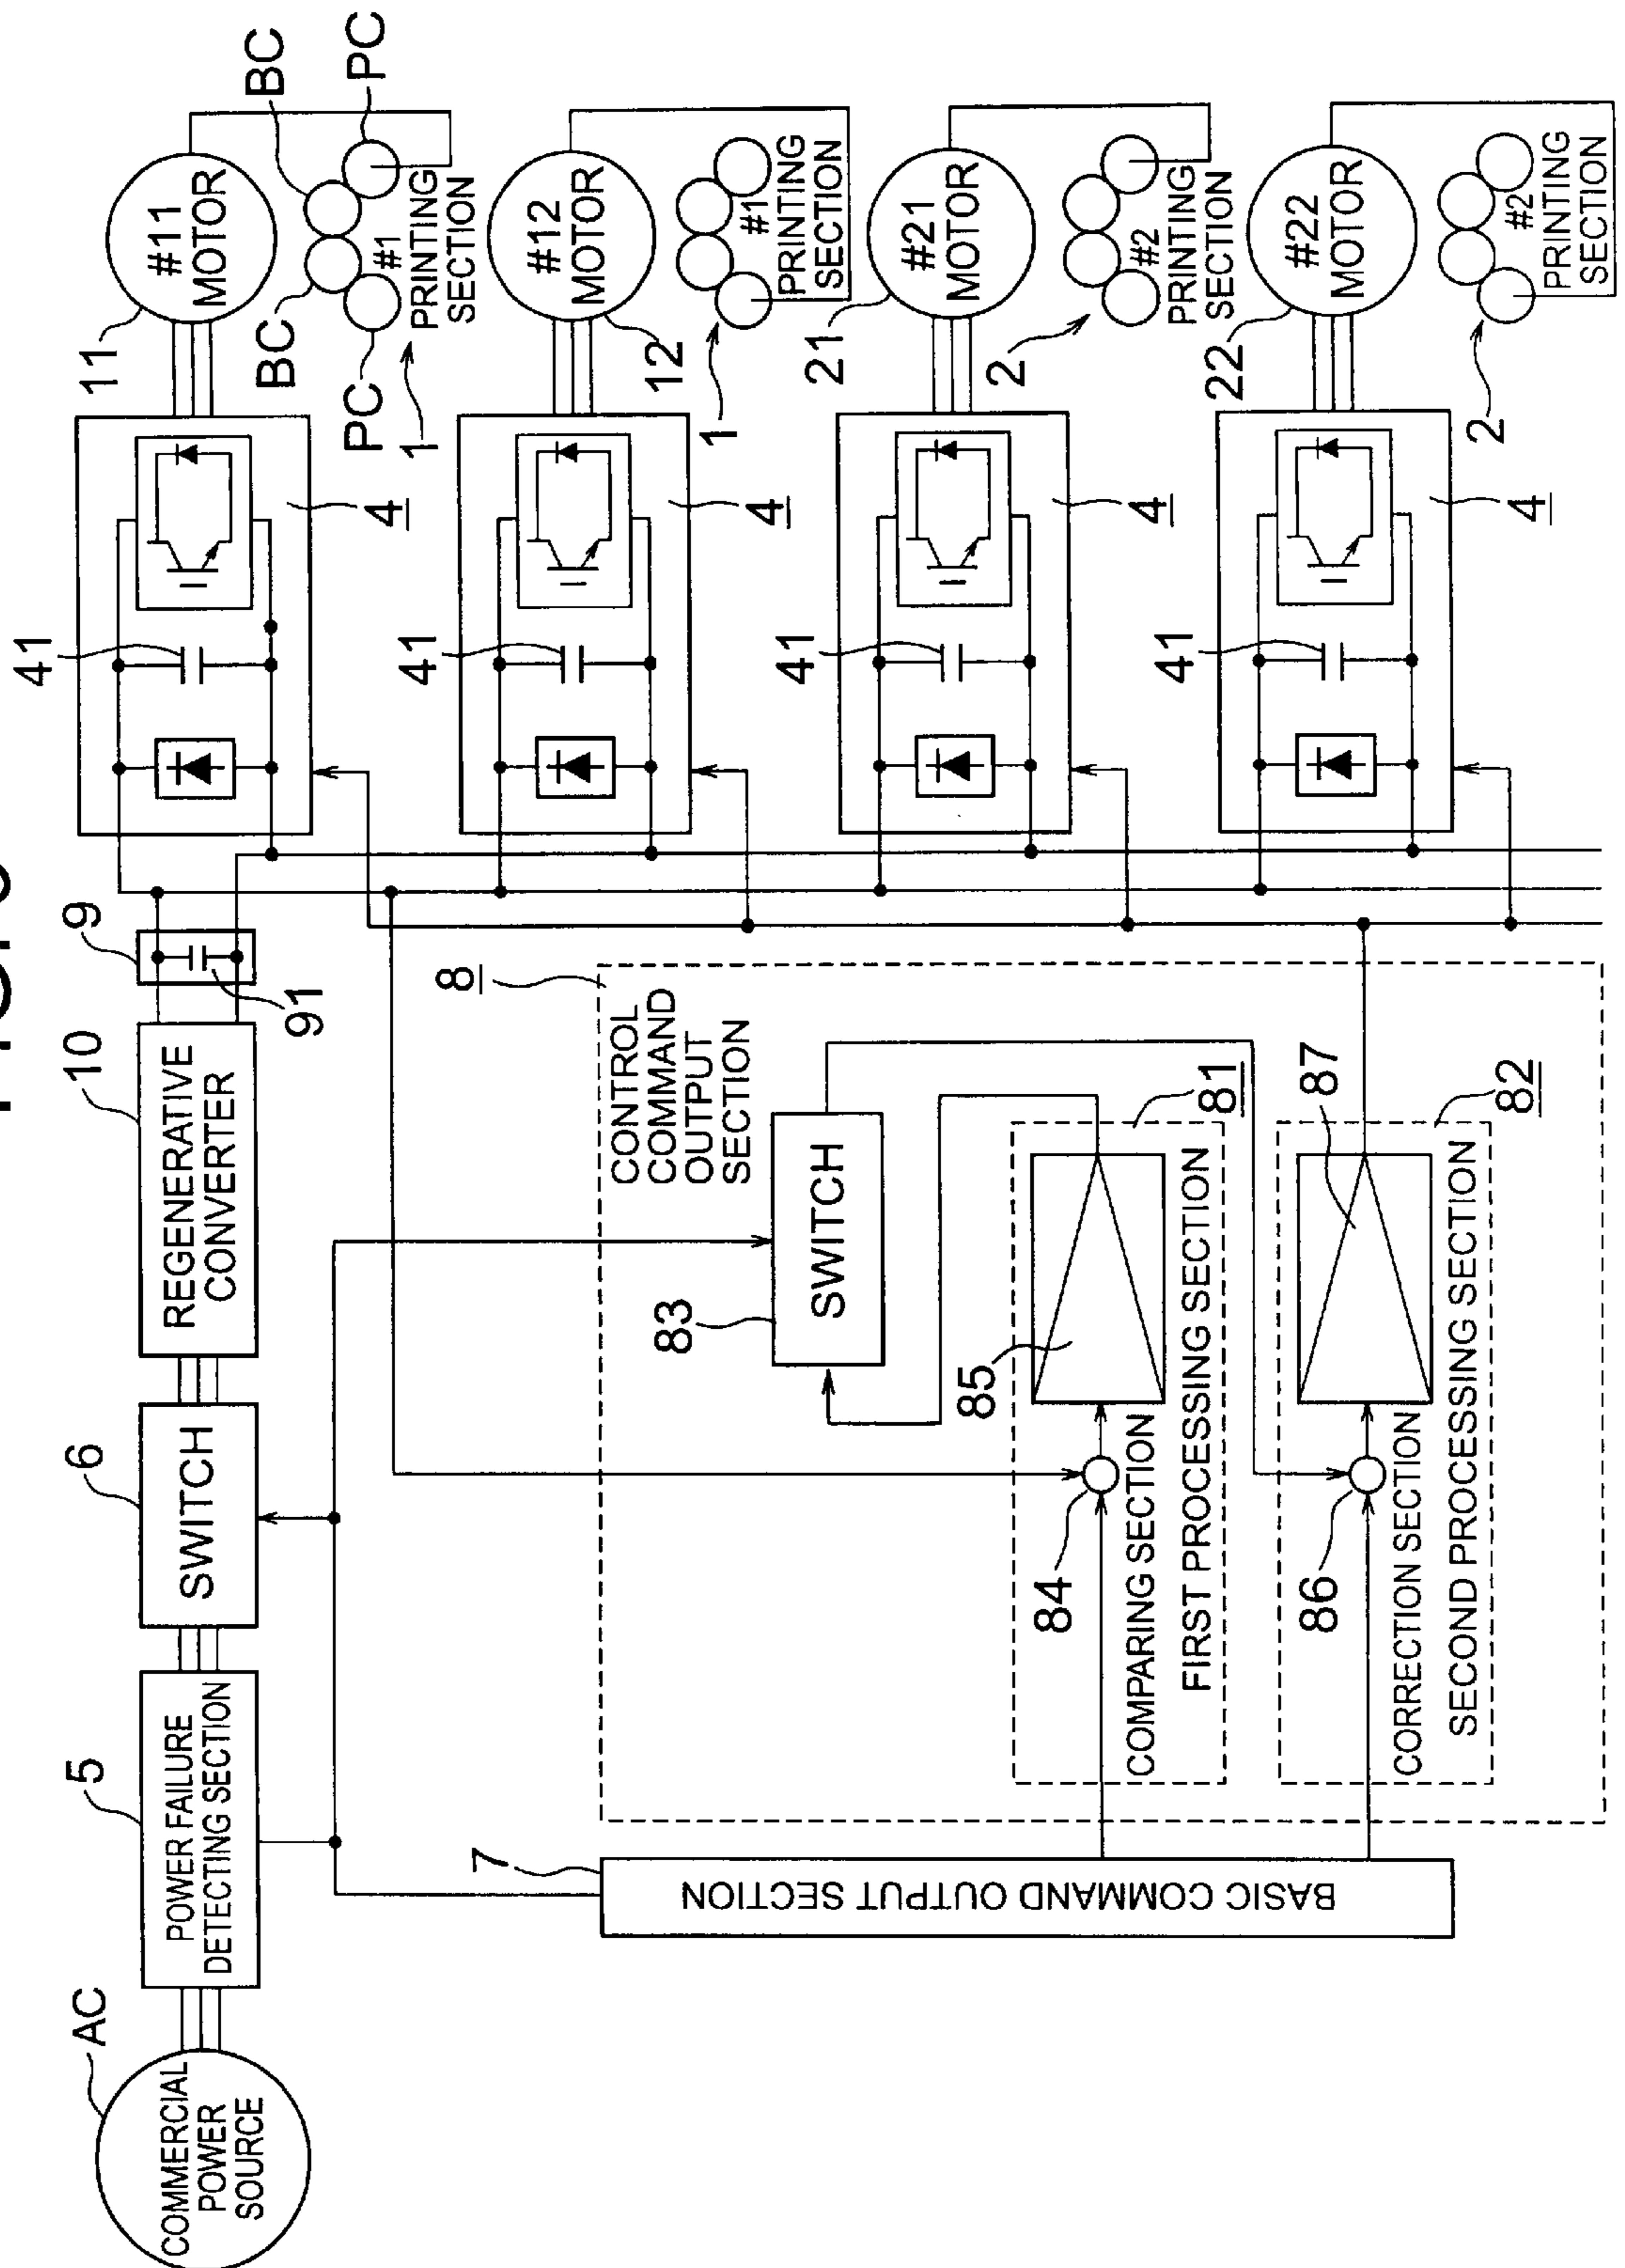 AC
COMMERCIAL
POWER
SOURCE
5
POWER FAILURE
DETECTING SECTION
6
SWITCH
10
REGENERATIVE
CONVERTER
9
91
7
BASIC COMMAND OUTPUT SECTION
8
CONTROL
COMMAND
OUTPUT
SECTION
83
SWITCH
84
85
81
COMPARING SECTION
FIRST PROCESSING SECTION
86
87
82
CORRECTION SECTION
SECOND PROCESSING SECTION
41
4
11
#11
MOTOR
BC
BC
PC
PC
1
#1
PRINTING
SECTION
41
4
12
#12
MOTOR
1
#1
PRINTING
SECTION
41
4
21
#21
MOTOR
2
#2
PRINTING
SECTION
41
4
22
#22
MOTOR
2
#2
PRINTING
SECTION